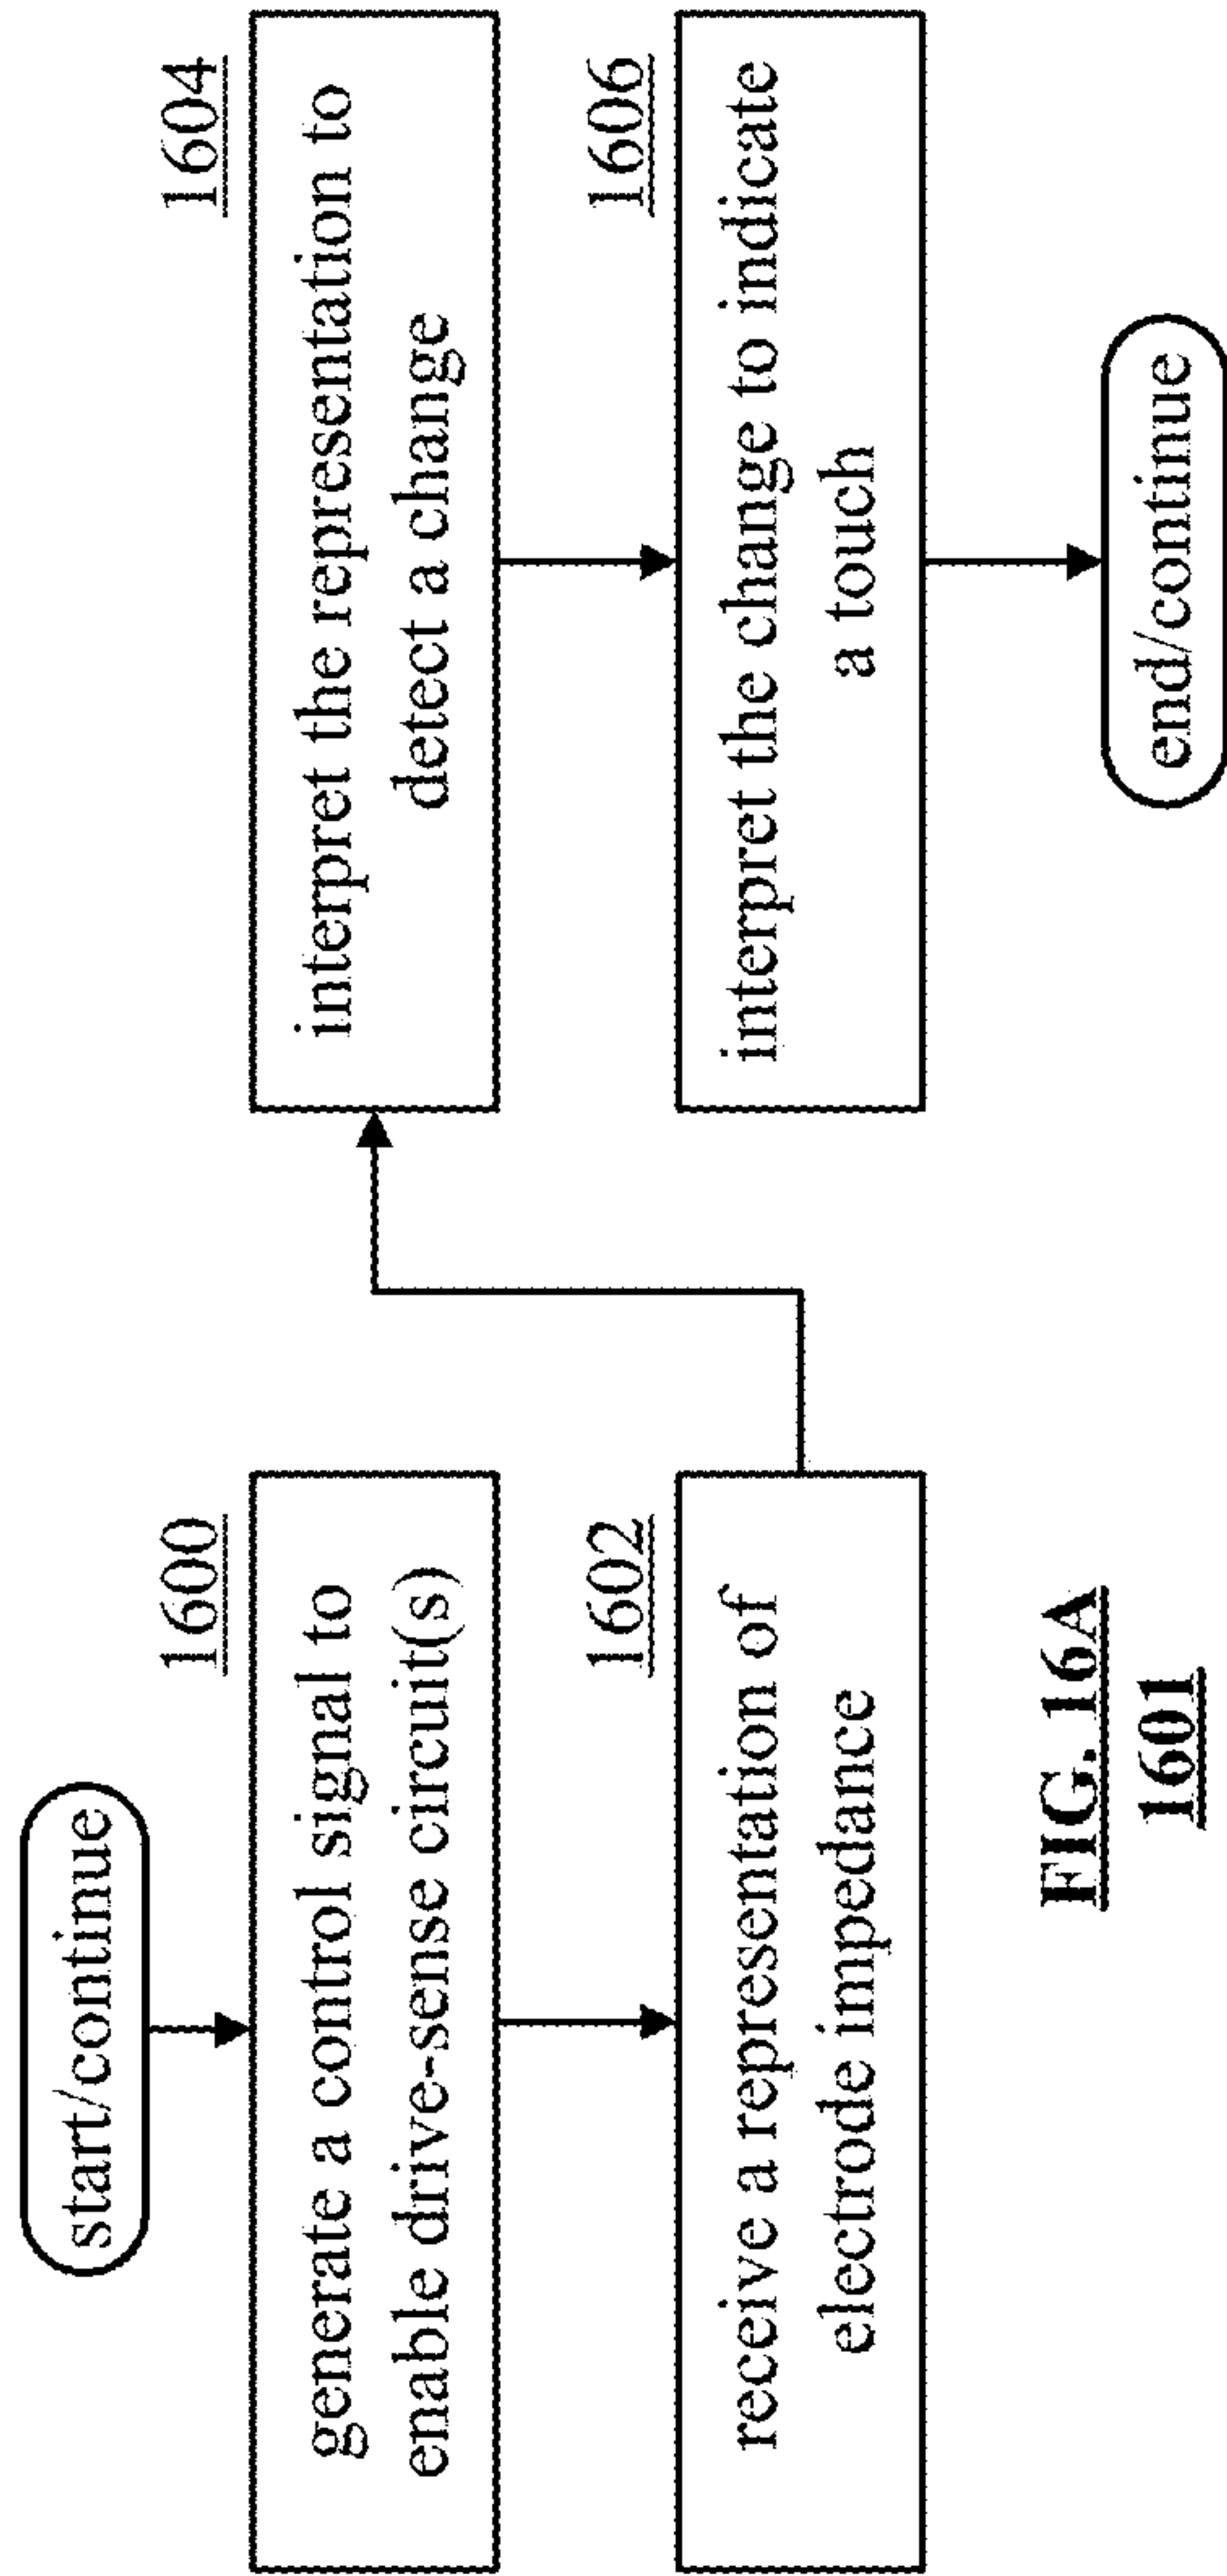 start/continue
1600
generate a control signal to
enable drive-sense circuit(s)
1602
receive a representation of
electrode impedance
1604
interpret the representation to
detect a change
1606
interpret the change to indicate
a touch
end/continue
FIG. 16A
1601